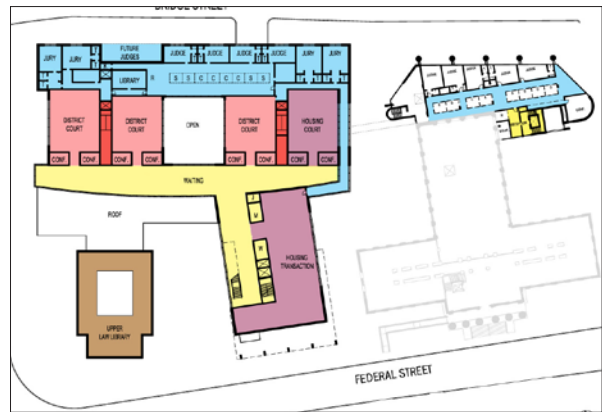 BRIDGE STREET
JURY
JURY
FUTURE
JUDGES
JUDGE
JUDGE
JUDGE
JUDGE
JURY
JURY
LIBRARY
S S C C C C S S
DISTRICT
COURT
DISTRICT
COURT
OPEN
DISTRICT
COURT
HOUSING
COURT
CONF.
CONF.
CONF.
CONF.
CONF.
CONF.
CONF.
CONF.
WAITING
ROOF
HOUSING
TRANSACTION
UPPER
LAW LIBRARY
FEDERAL STREET